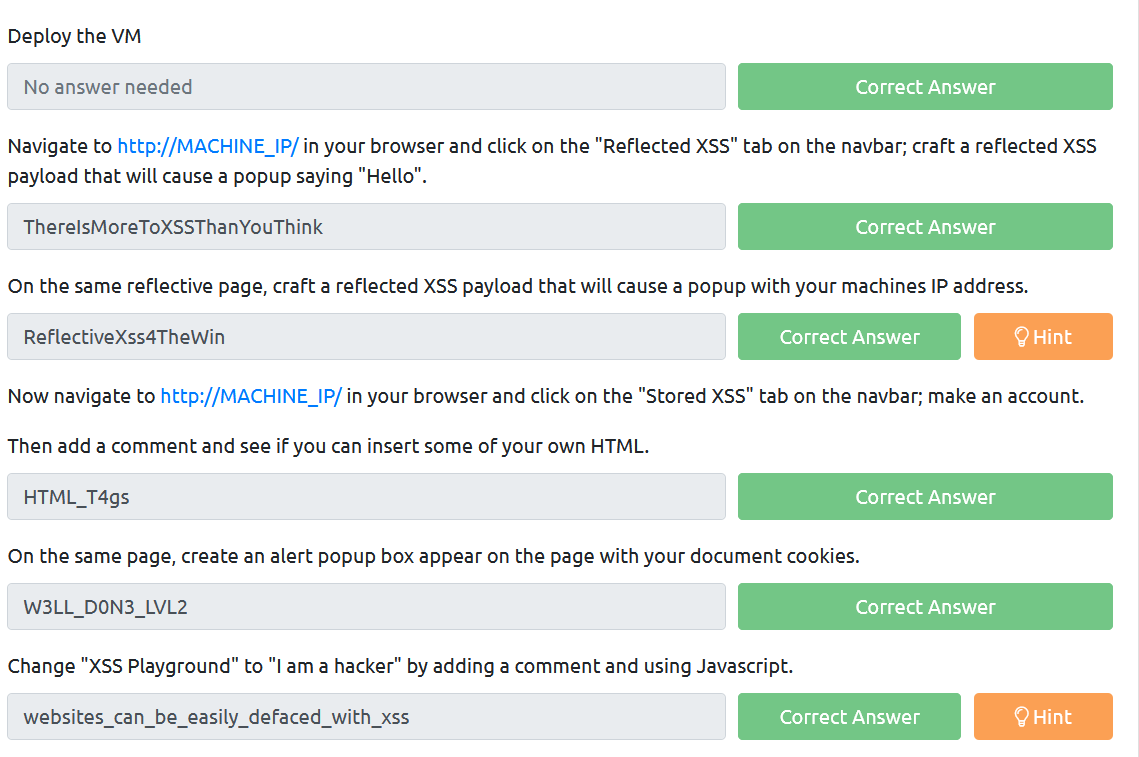 Deploy the VM
No answer needed
Correct Answer
Navigate to http://MACHINE_IP/ in your browser and click on the "Reflected XSS" tab on the navbar; craft a reflected XSS
payload that will cause a popup saying "Hello".
ThereIsMoreToXSSThanYouThink
Correct Answer
On the same reflective page, craft a reflected XSS payload that will cause a popup with your machines IP address.
ReflectiveXss4TheWin
Correct Answer
Hint
Now navigate to http://MACHINE_IP/ in your browser and click on the "Stored XSS" tab on the navbar; make an account.
Then add a comment and see if you can insert some of your own HTML.
HTML_T4gs
Correct Answer
On the same page, create an alert popup box appear on the page with your document cookies.
W3LL_D0N3_LVL2
Correct Answer
Change "XSS Playground" to "I am a hacker" by adding a comment and using Javascript.
websites_can_be_easily_defaced_with_xss
Correct Answer
Hint